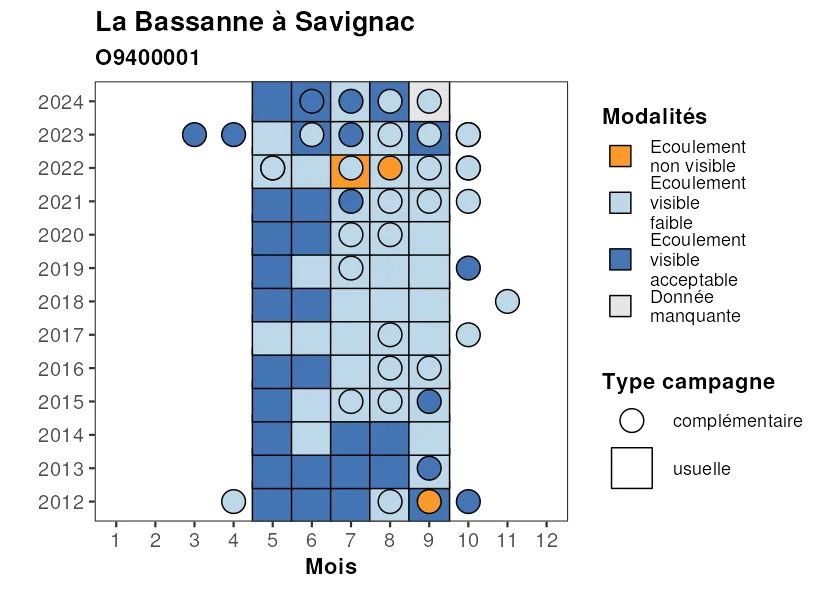 La Bassanne à Savignac
O9400001
2024
2023
2022
2021
2020
2019
2018
2017
2016
2015
2014
2013
2012
1 2 3 4 5 6 7 8 9 10 11 12
Mois
Modalités
Ecoulement
non visible
Ecoulement
visible
faible
Ecoulement
visible
acceptable
Donnée
manquante
Type campagne
complémentaire
usuelle